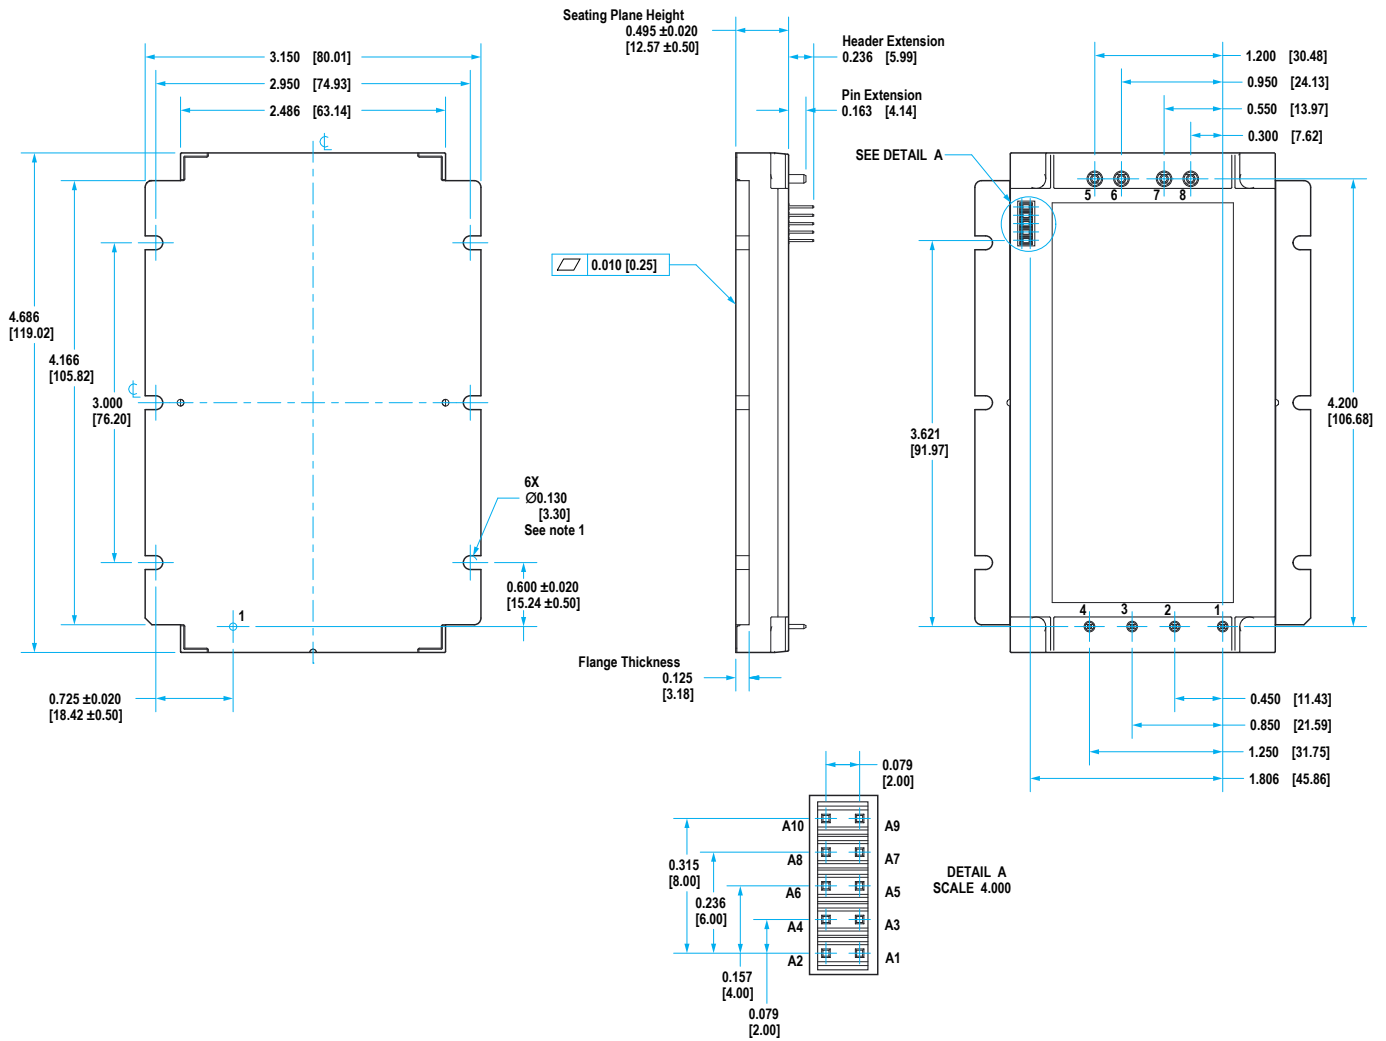 3.150 [80.01]
2.950 [74.93]
2.486 [63.14]
℄
4.686
[119.02]
4.166
[105.82]
℄
3.000
[76.20]
6X
Ø0.130
[3.30]
See note 1
0.600 ±0.020
[15.24 ±0.50]
1
0.725 ±0.020
[18.42 ±0.50]
Seating Plane Height
0.495 ±0.020
[12.57 ±0.50]
Header Extension
0.236 [5.99]
Pin Extension
0.163 [4.14]
0.010 [0.25]
Flange Thickness
0.125
[3.18]
1.200 [30.48]
0.950 [24.13]
0.550 [13.97]
0.300 [7.62]
SEE DETAIL A
5 6 7 8
3.621
[91.97]
4.200
[106.68]
4 3 2 1
0.450 [11.43]
0.850 [21.59]
1.250 [31.75]
1.806 [45.86]
0.079
[2.00]
A10 A9
A8 A7
A6 A5
A4 A3
A2 A1
0.315
[8.00]
0.236
[6.00]
0.157
[4.00]
0.079
[2.00]
DETAIL A
SCALE 4.000